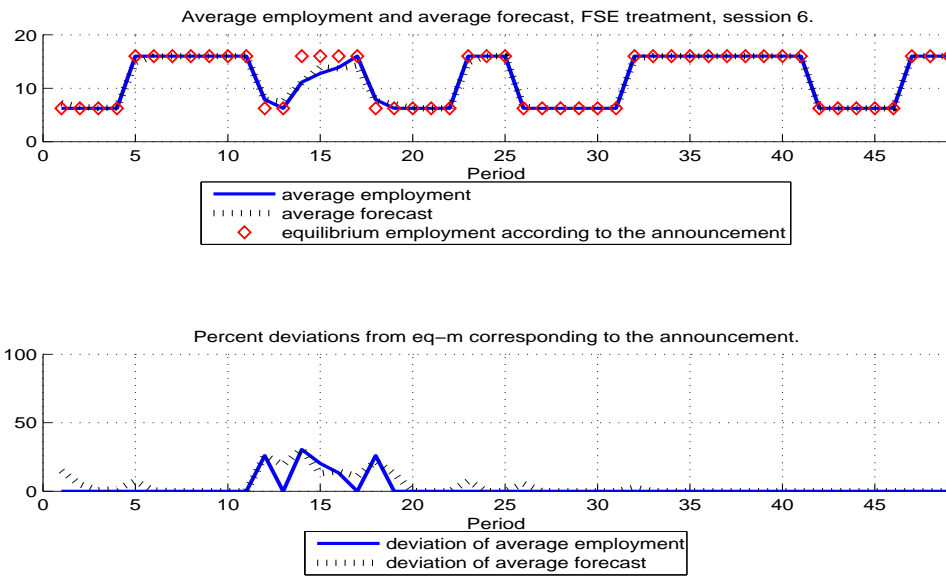 Average employment and average forecast, FSE treatment, session 6.
20
10
0
0 5 10 15 20 25 30 35 40 45
Period
average employment
average forecast
equilibrium employment according to the announcement
Percent deviations from eq−m corresponding to the announcement.
100
50
0
0 5 10 15 20 25 30 35 40 45
Period
deviation of average employment
deviation of average forecast